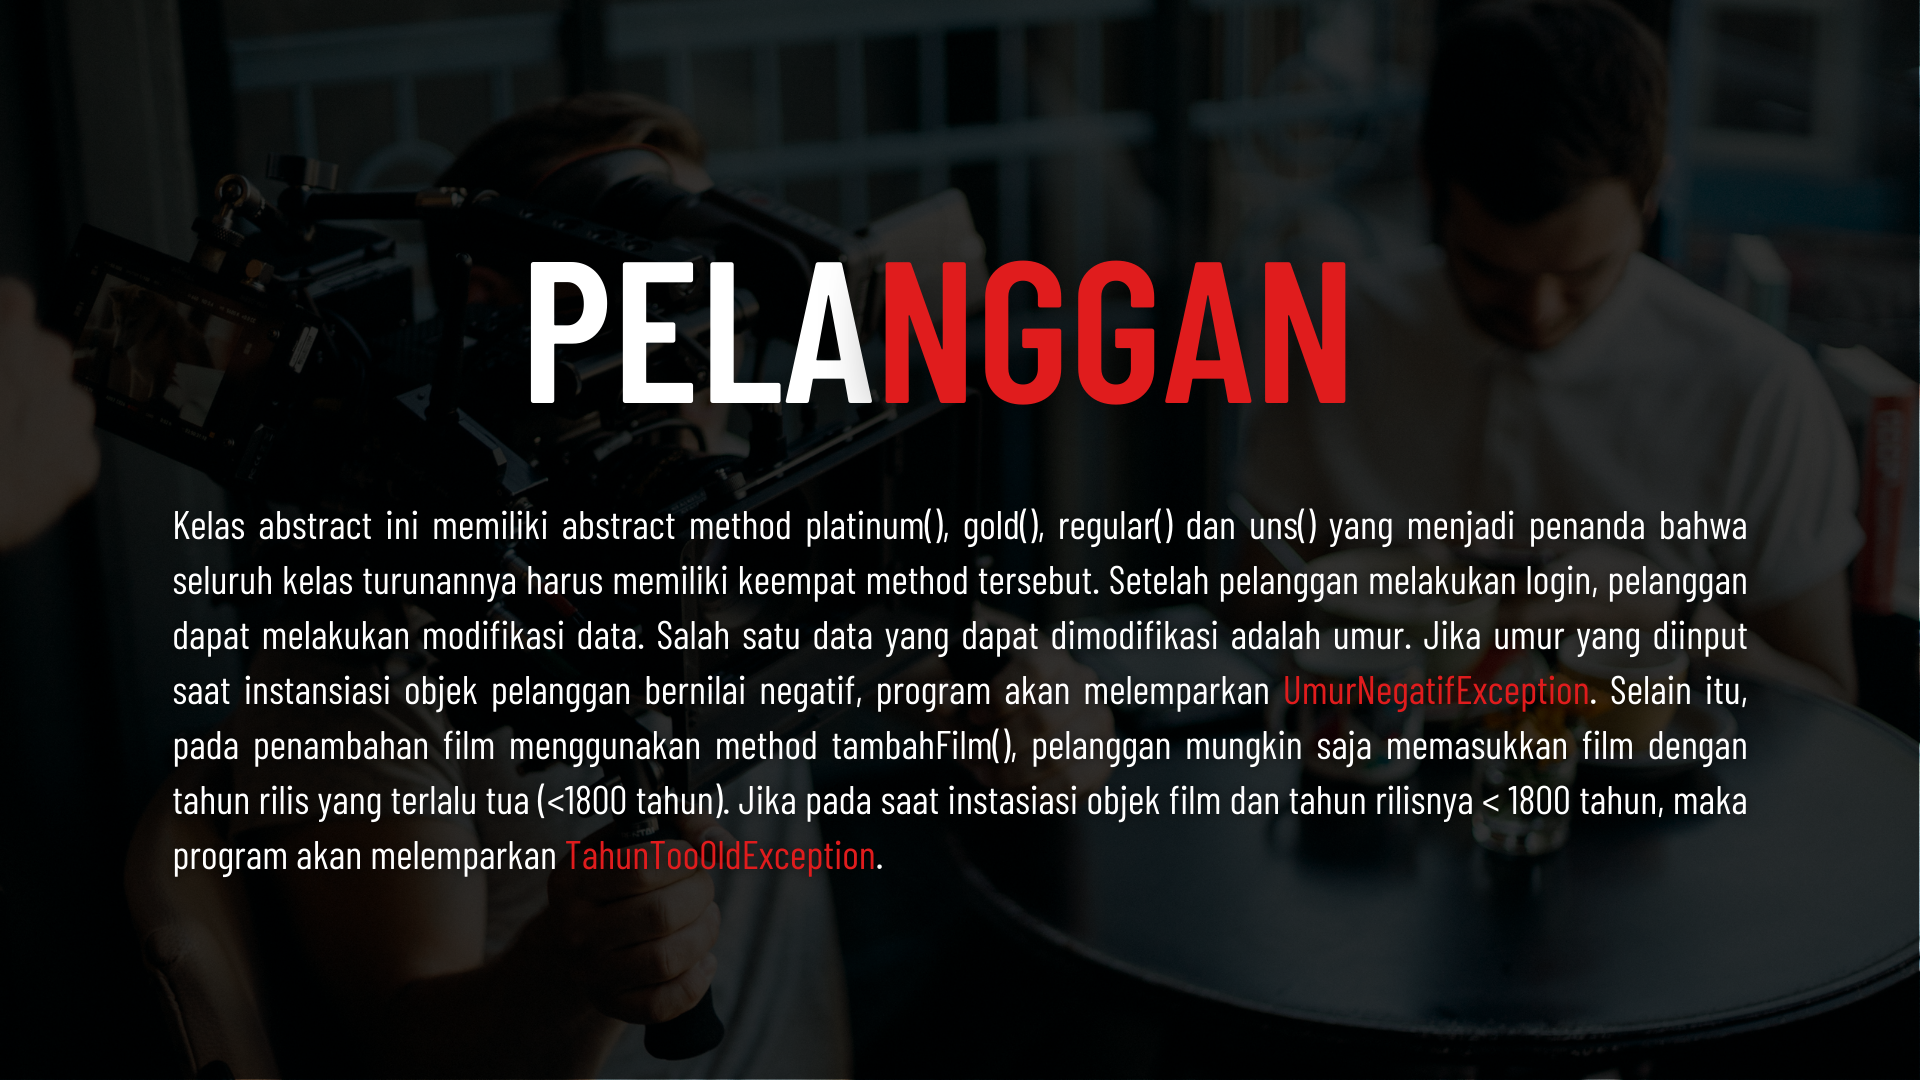 PELANGGAN
Kelas abstract ini memiliki abstract method platinum(), gold(), regular() dan uns() yang menjadi penanda bahwa
seluruh kelas turunannya harus memiliki keempat method tersebut. Setelah pelanggan melakukan login, pelanggan
dapat melakukan modifikasi data. Salah satu data yang dapat dimodifikasi adalah umur. Jika umur yang diinput
saat instansiasi objek pelanggan bernilai negatif, program akan melemparkan UmurNegatifException. Selain itu,
pada penambahan film menggunakan method tambahFilm(), pelanggan mungkin saja memasukkan film dengan
tahun rilis yang terlalu tua (<1800 tahun). Jika pada saat instasiasi objek film dan tahun rilisnya < 1800 tahun, maka
program akan melemparkan TahunTooOldException.